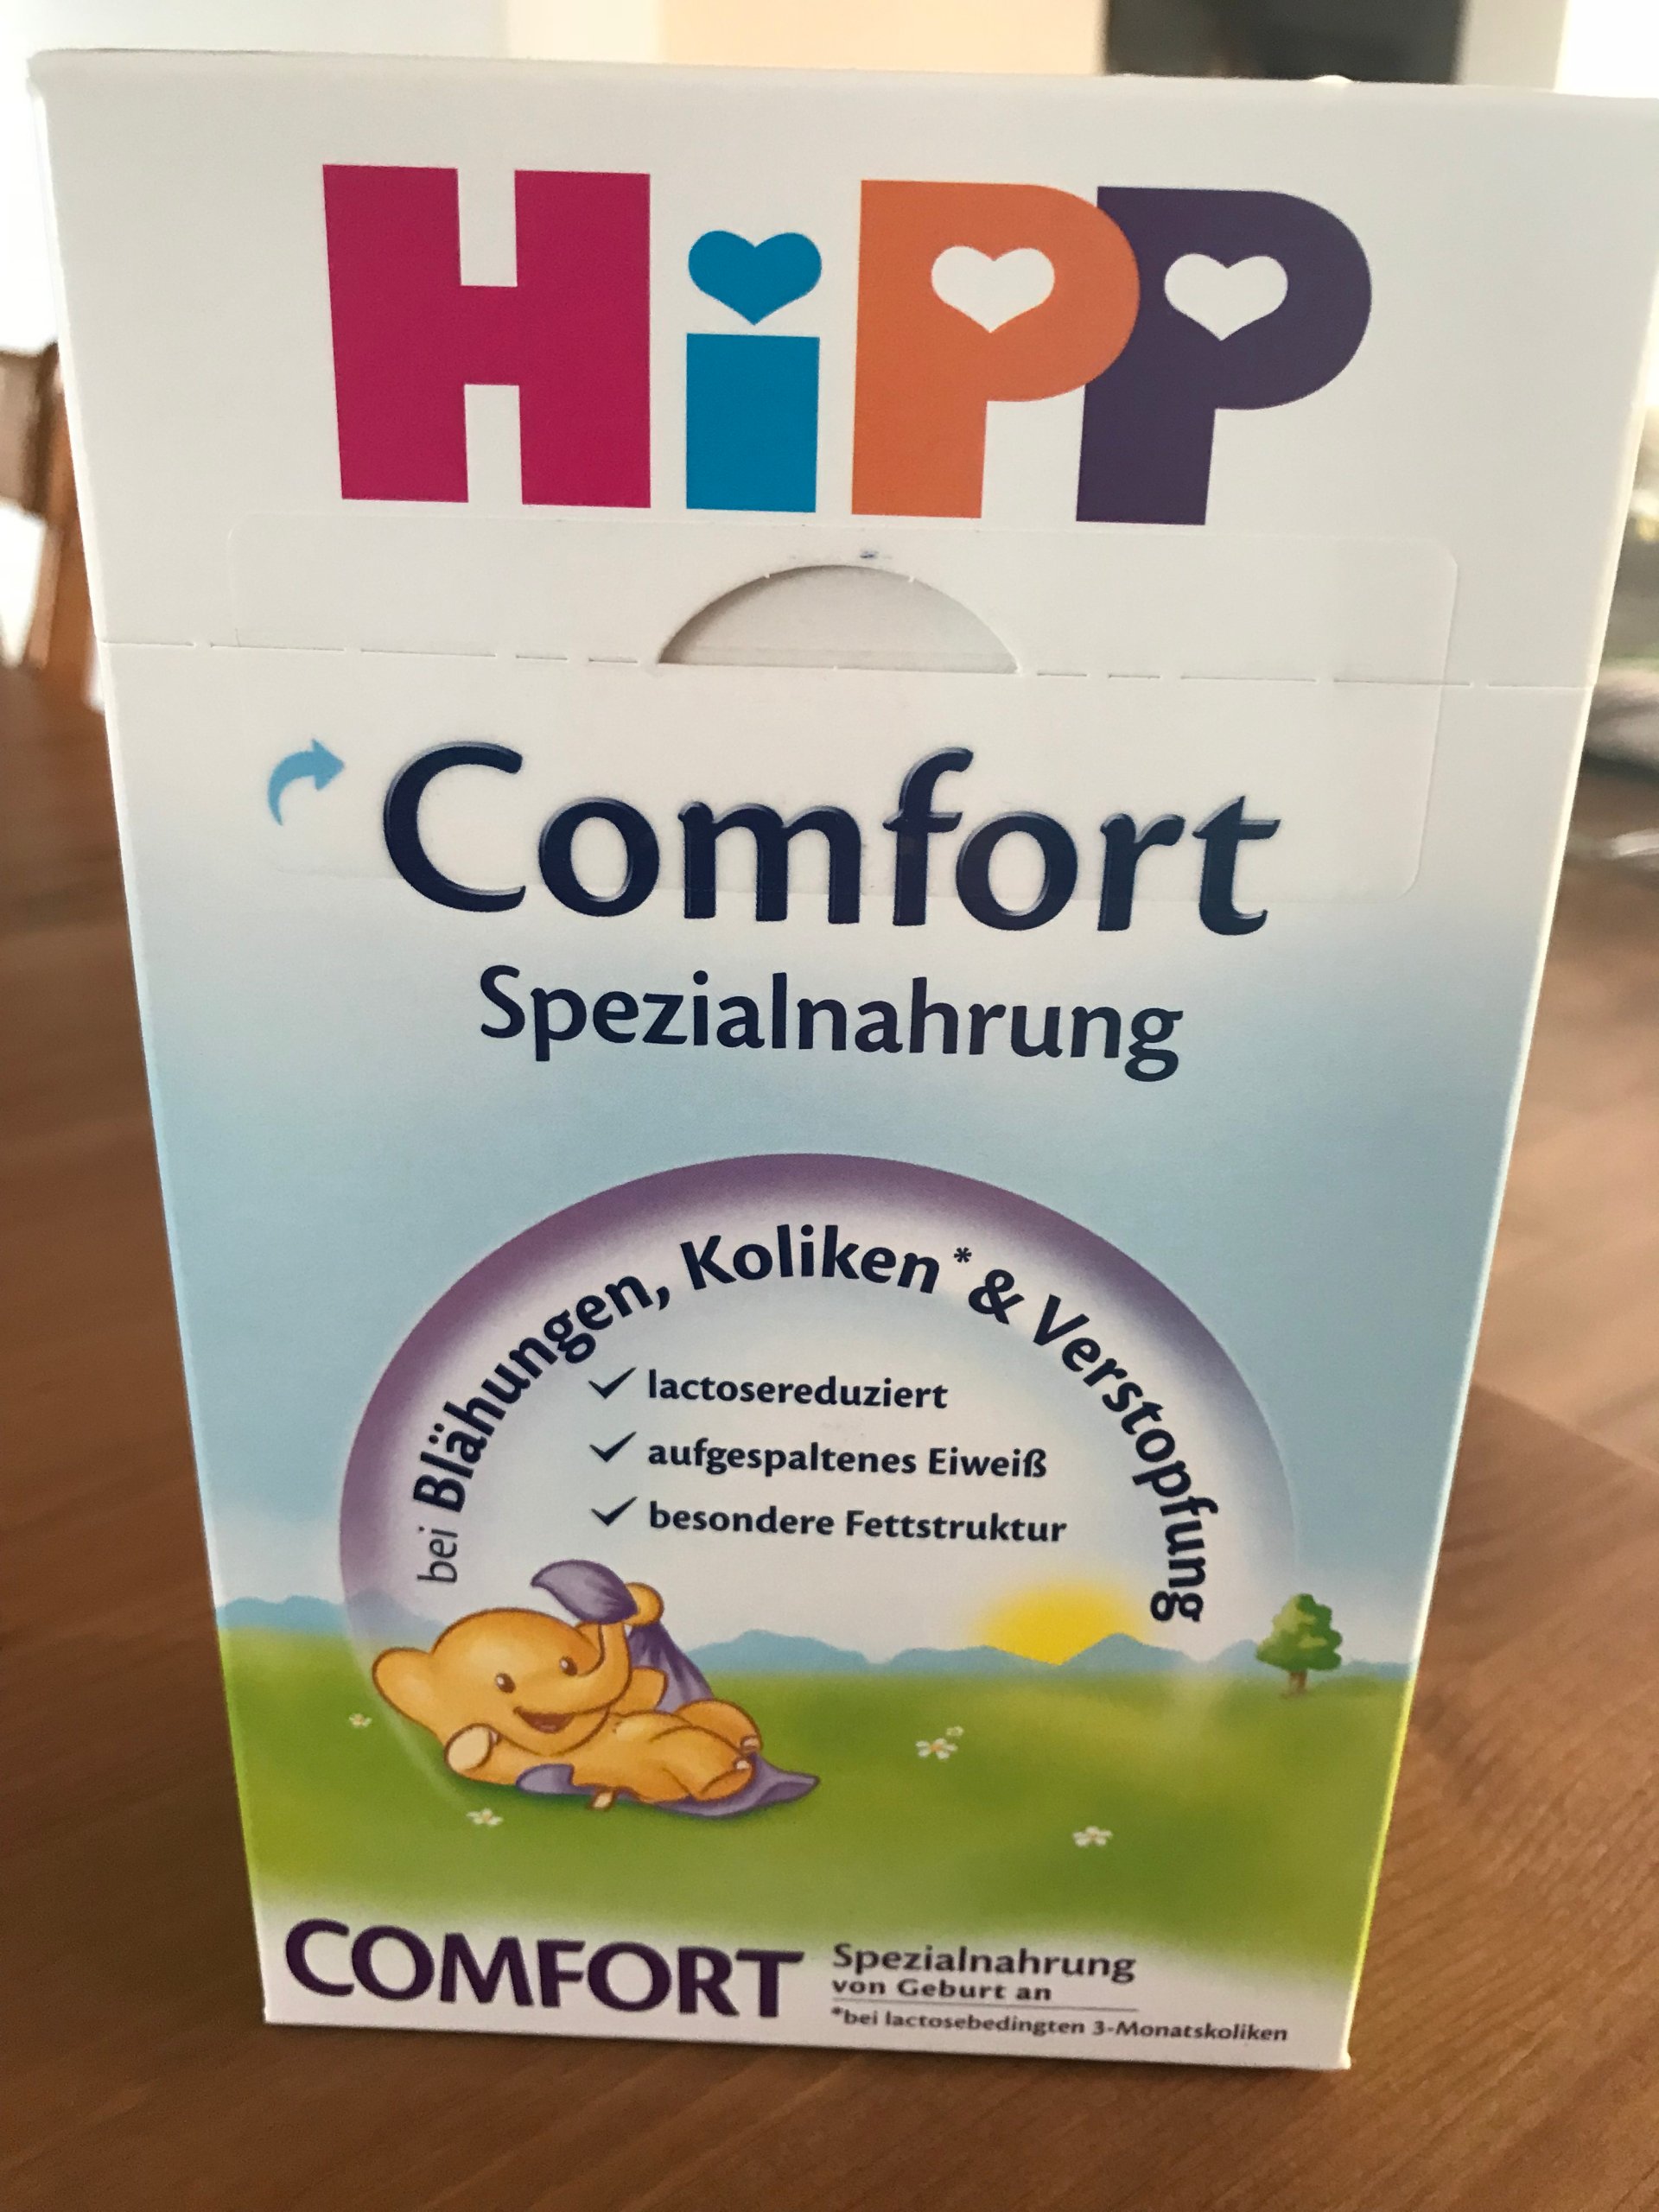 HiPP
Comfort
Spezialnahrung
bei Blähungen, Koliken* & Verstopfung
✓ lactosereduziert
✓ aufgespaltenes Eiweiß
✓ besondere Fettstruktur
COMFORT
Spezialnahrung
von Geburt an
*bei lactosebedingten 3-Monatskoliken